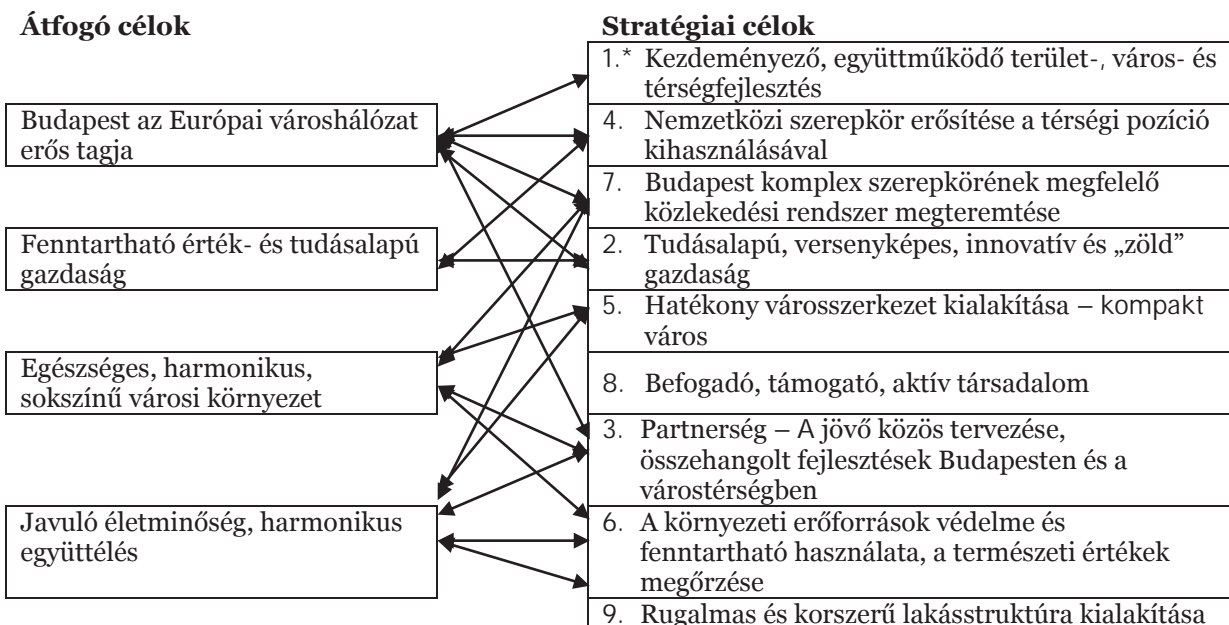 Átfogó célok
Budapest az Európai városhálózat
erős tagja
Fenntartható érték- és tudásalapú
gazdaság
Egészséges, harmonikus,
sokszínű városi környezet
Javuló életminőség, harmonikus
együttélés
Stratégiai célok
1.* Kezdeményező, együttműködő terület-, város- és
térségfejlesztés
4. Nemzetközi szerepkör erősítése a térségi pozíció
kihasználásával
7. Budapest komplex szerepkörének megfelelő
közlekedési rendszer megteremtése
2. Tudásalapú, versenyképes, innovatív és „zöld”
gazdaság
5. Hatékony városszerkezet kialakítása – kompakt
város
8. Befogadó, támogató, aktív társadalom
3. Partnerség – A jövő közös tervezése,
összehangolt fejlesztések Budapesten és a
várostérségben
6. A környezeti erőforrások védelme és
fenntartható használata, a természeti értékek
megőrzése
9. Rugalmas és korszerű lakásstruktúra kialakítása